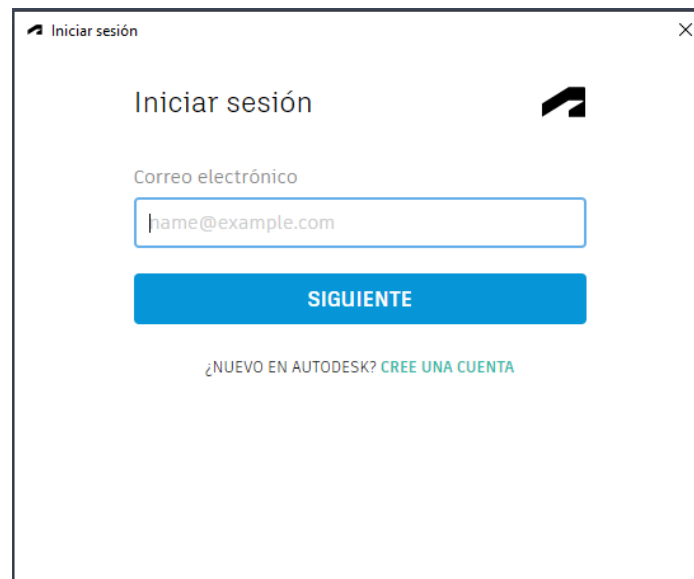 Iniciar sesión
Iniciar sesión
Correo electrónico
name@example.com
SIGUIENTE
¿NUEVO EN AUTODESK? CREE UNA CUENTA